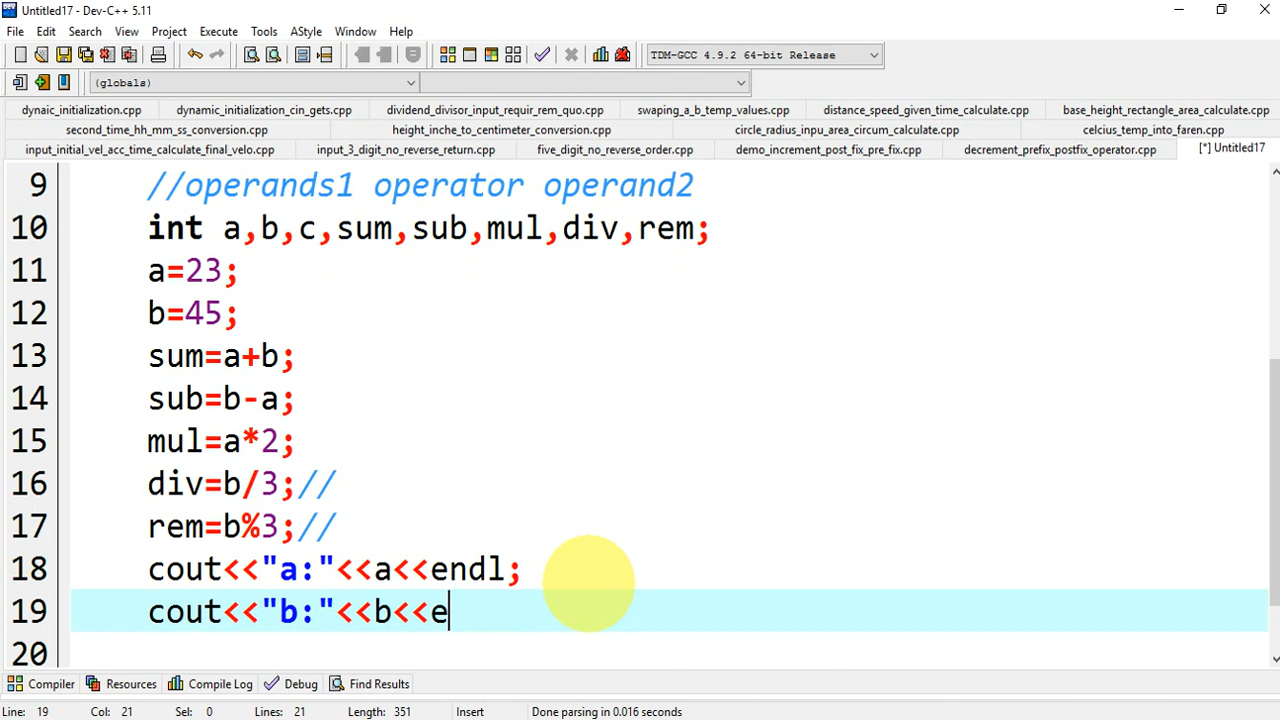 Untitled17 - Dev-C++ 5.11
File Edit Search View Project Execute Tools AStyle Window Help
TDM-GCC 4.9.2 64-bit Release
(globals)
dynaic_initialization.cpp dynamic_initialization_cin_gets.cpp dividend_divisor_input_requir_rem_quo.cpp swaping_a_b_temp_values.cpp distance_speed_given_time_calculate.cpp base_height_rectangle_area_calculate.cpp
second_time_hh_mm_ss_conversion.cpp height_inche_to_centimeter_conversion.cpp circle_radius_inpu_area_circum_calculate.cpp celcius_temp_into_faren.cpp
input_initial_vel_acc_time_calculate_final_velo.cpp input_3_digit_no_reverse_return.cpp five_digit_no_reverse_order.cpp demo_increment_post_fix_pre_fix.cpp decrement_prefix_postfix_operator.cpp [*] Untitled17
9 //operands1 operator operand2
10 int a,b,c,sum,sub,mul,div,rem;
11 a=23;
12 b=45;
13 sum=a+b;
14 sub=b-a;
15 mul=a*2;
16 div=b/3;//
17 rem=b%3;//
18 cout<<"a:"<<a<<endl;
19 cout<<"b:"<<b<<e
20
Compiler Resources Compile Log Debug Find Results
Line: 19 Col: 21 Sel: 0 Lines: 21 Length: 351 Insert Done parsing in 0.016 seconds